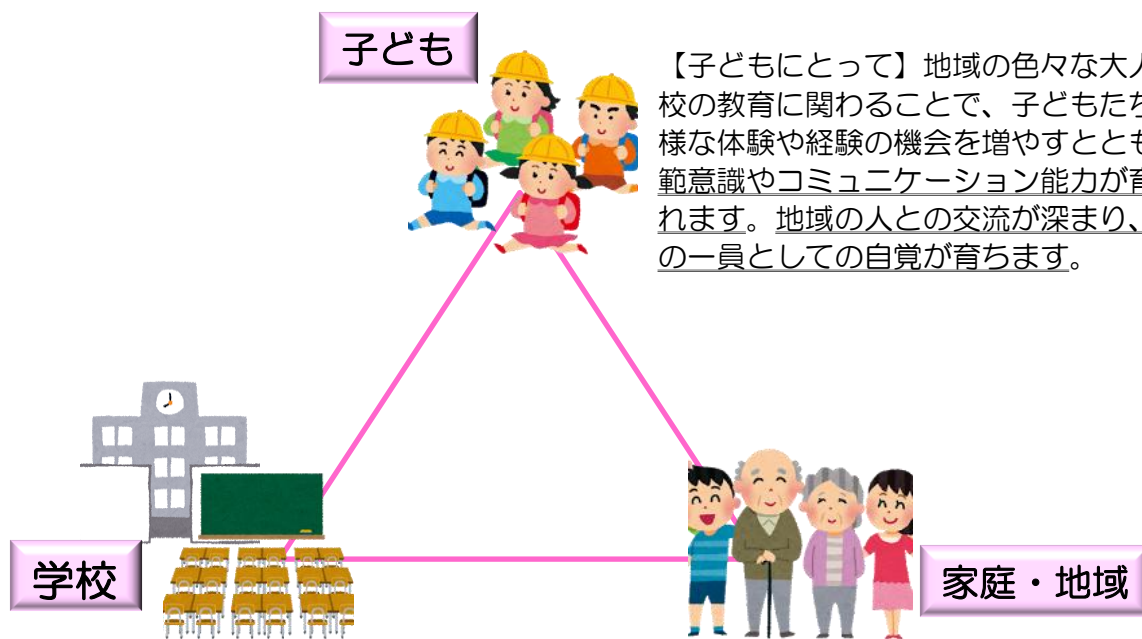 子ども
【子どもにとって】地域の色々な大人
校の教育に関わることで、子どもたち
様な体験や経験の機会を増やすととも
範意識やコミュニケーション能力が育
れます。地域の人との交流が深まり、
の一員としての自覚が育ちます。
学校
家庭・地域